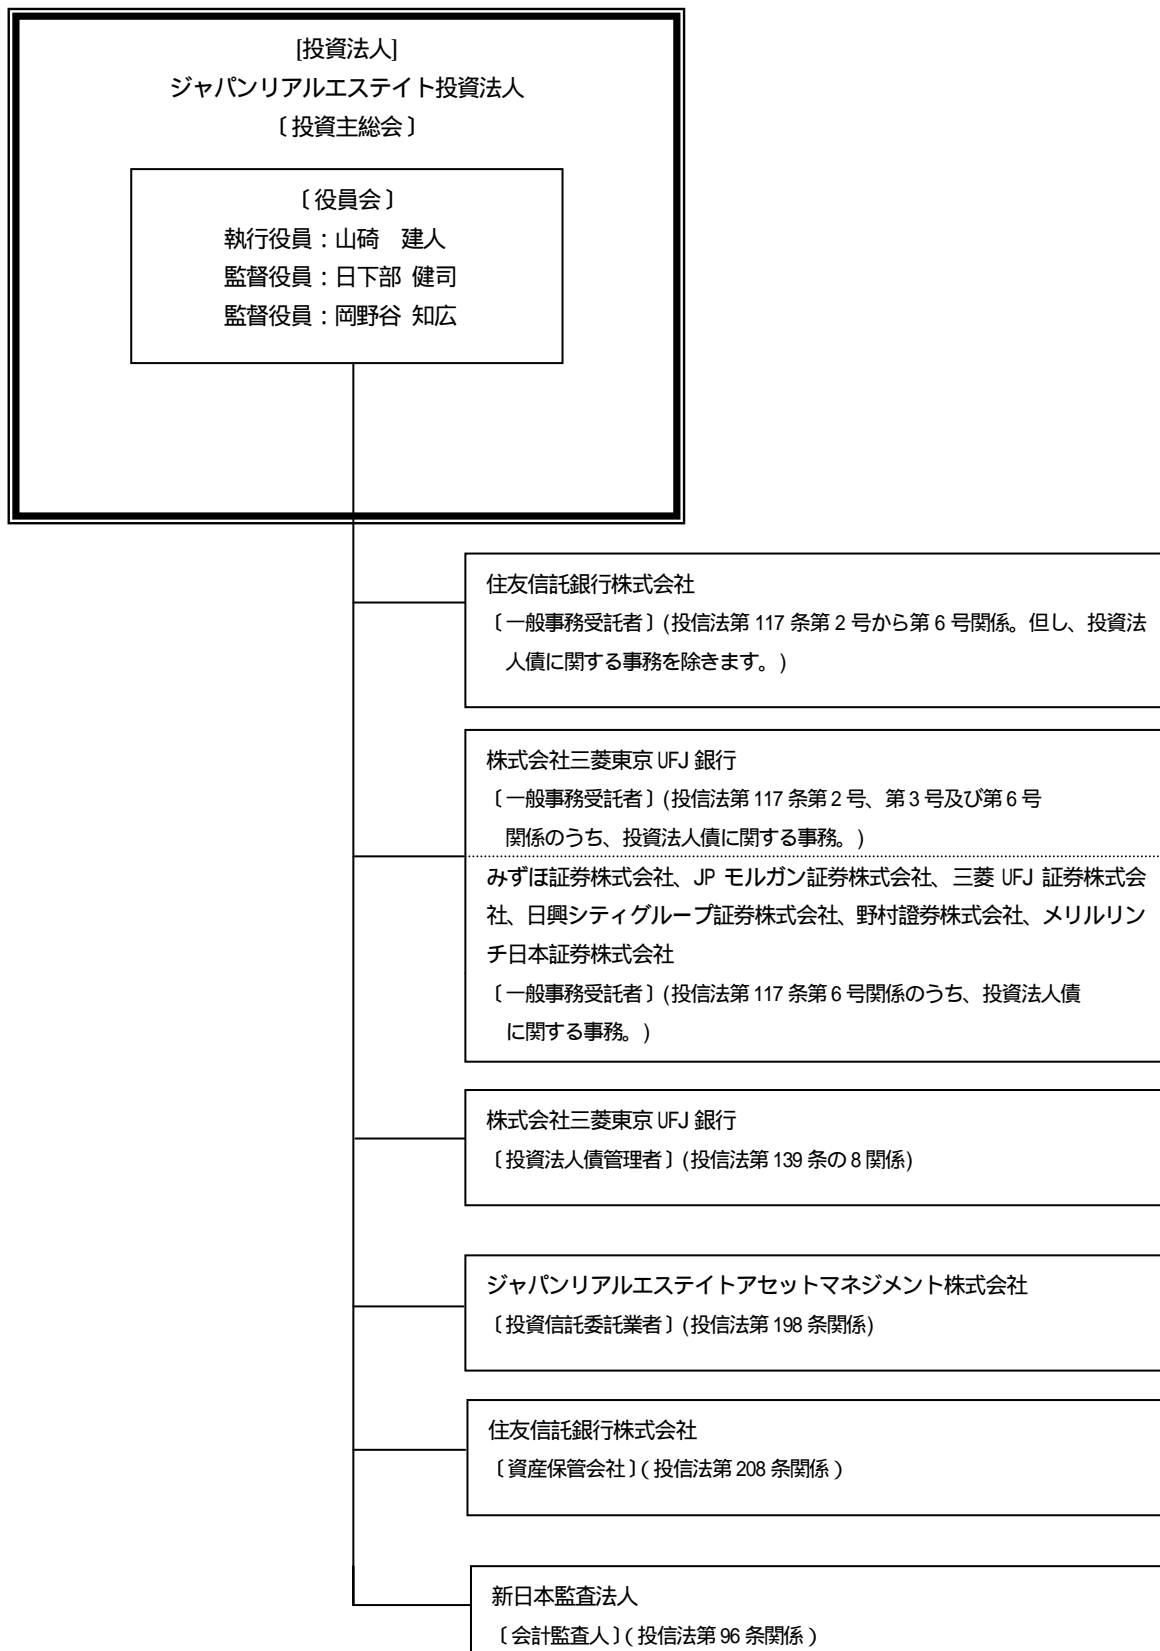 [投資法人]
ジャパンリアルエステイト投資法人
〔投資主総会〕
〔役員会〕
執行役員：山碕　建人
監督役員：日下部 健司
監督役員：岡野谷 知広
住友信託銀行株式会社
〔一般事務受託者〕(投信法第 117 条第 2 号から第 6 号関係。但し、投資法
人債に関する事務を除きます。)
株式会社三菱東京 UFJ 銀行
〔一般事務受託者〕(投信法第 117 条第 2 号、第 3 号及び第 6 号
関係のうち、投資法人債に関する事務。)
みずほ証券株式会社、JP モルガン証券株式会社、三菱 UFJ 証券株式会
社、日興シティグループ証券株式会社、野村證券株式会社、メリルリン
チ日本証券株式会社
〔一般事務受託者〕(投信法第 117 条第 6 号関係のうち、投資法人債
に関する事務。)
株式会社三菱東京 UFJ 銀行
〔投資法人債管理者〕(投信法第 139 条の 8 関係)
ジャパンリアルエステイトアセットマネジメント株式会社
〔投資信託委託業者〕(投信法第 198 条関係)
住友信託銀行株式会社
〔資産保管会社〕(投信法第 208 条関係)
新日本監査法人
〔会計監査人〕(投信法第 96 条関係)